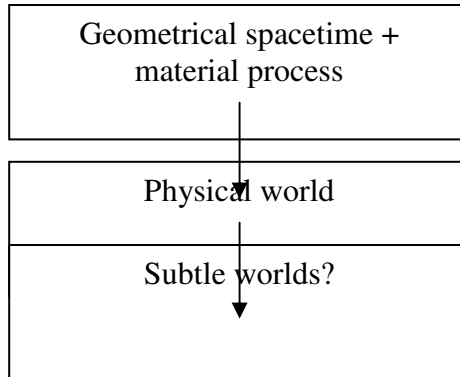 Geometrical spacetime +
material process
Physical world
Subtle worlds?